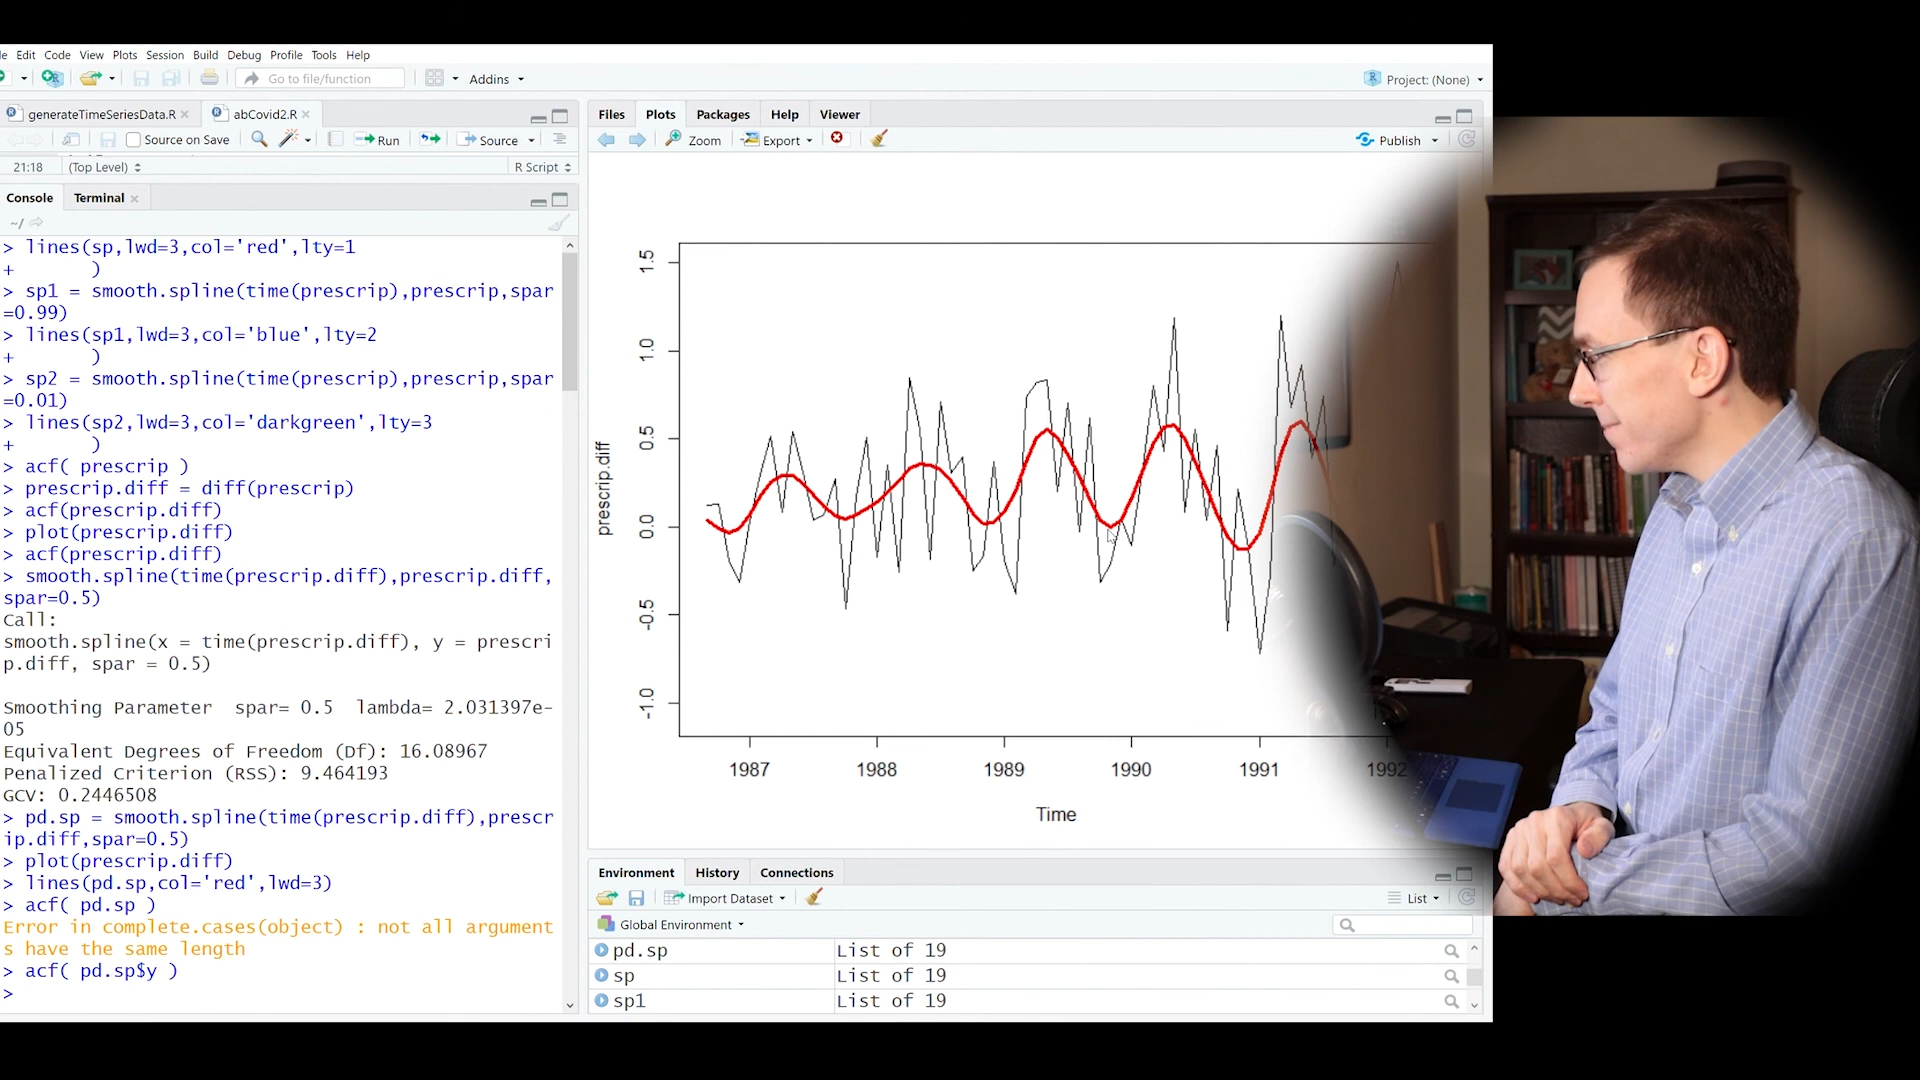 Edit Code View Plots Session Build Debug Profile Tools Help
Go to file/function
Addins
Project: (None)
generateTimeSeriesData.R
abCovid2.R
Source on Save
Run
Source
21:18
(Top Level)
R Script
Console Terminal
~/
> lines(sp,lwd=3,col='red',lty=1
+ )
> sp1 = smooth.spline(time(prescrip),prescrip,spar
=0.99)
> lines(sp1,lwd=3,col='blue',lty=2
+ )
> sp2 = smooth.spline(time(prescrip),prescrip,spar
=0.01)
> lines(sp2,lwd=3,col='darkgreen',lty=3
+ )
> acf( prescrip )
> prescrip.diff = diff(prescrip)
> acf(prescrip.diff)
> plot(prescrip.diff)
> acf(prescrip.diff)
> smooth.spline(time(prescrip.diff),prescrip.diff,
spar=0.5)
Call:
smooth.spline(x = time(prescrip.diff), y = prescri
p.diff, spar = 0.5)
Smoothing Parameter spar= 0.5 lambda= 2.031397e-
05
Equivalent Degrees of Freedom (Df): 16.08967
Penalized Criterion (RSS): 9.464193
GCV: 0.2446508
> pd.sp = smooth.spline(time(prescrip.diff),prescr
ip.diff,spar=0.5)
> plot(prescrip.diff)
> lines(pd.sp,col='red',lwd=3)
> acf( pd.sp )
Error in complete.cases(object) : not all argument
s have the same length
> acf( pd.sp$y )
>
Files Plots Packages Help Viewer
Zoom
Export
Publish
prescrip.diff
1.5
1.0
0.5
0.0
-0.5
-1.0
1987 1988 1989 1990 1991 1992
Time
Environment History Connections
Import Dataset
List
Global Environment
pd.sp List of 19
sp List of 19
sp1 List of 19